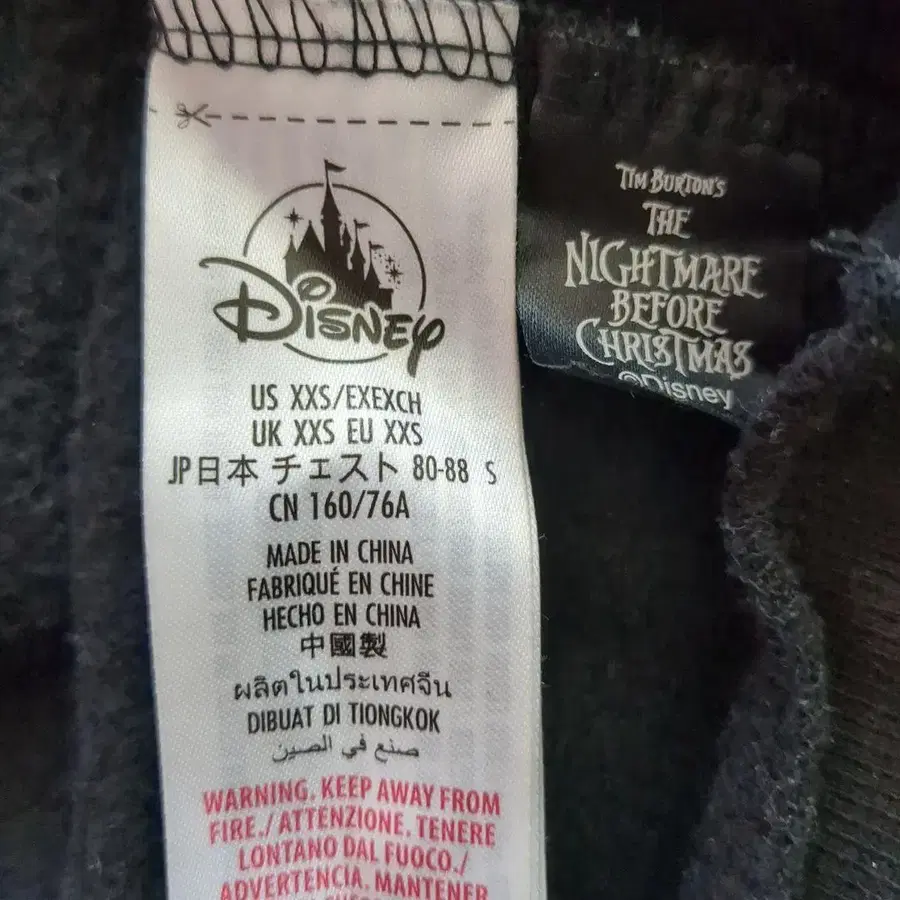 Disney
US XXS/EXEXCH
UK XXS EU XXS
JP日本 チェスト 80-88 S
CN 160/76A
MADE IN CHINA
FABRIQUÉ EN CHINE
HECHO EN CHINA
中國製
ผลิตในประเทศจีน
DIBUAT DI TIONGKOK
صنع في الصين
WARNING. KEEP AWAY FROM
FIRE./ ATTENZIONE. TENERE
LONTANO DAL FUOCO./
ADVERTENCIA. MANTENER
TIM BURTON'S
THE
NIGHTMARE
BEFORE
CHRISTMAS
©Disney